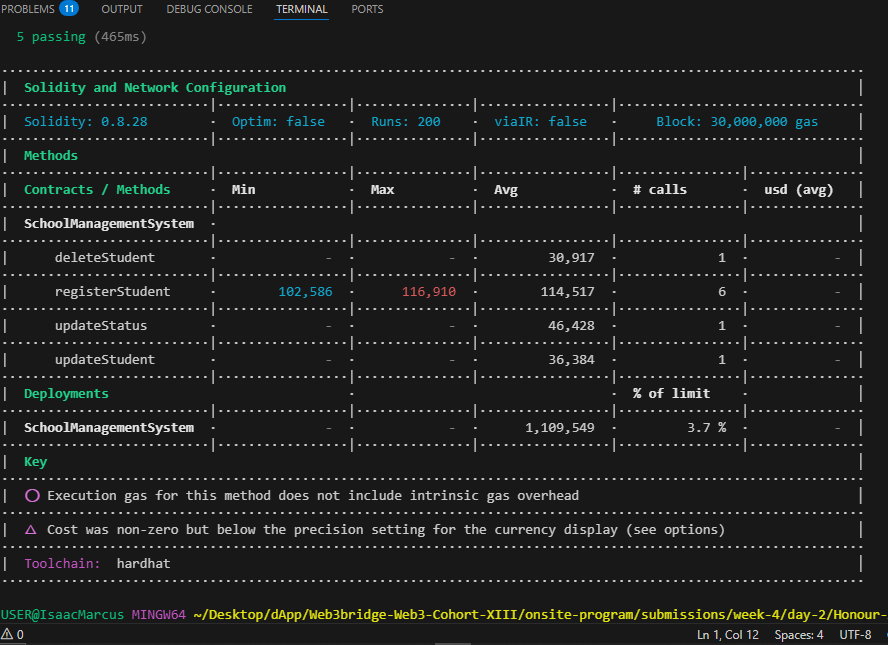 PROBLEMS 11 OUTPUT DEBUG CONSOLE TERMINAL PORTS
5 passing (465ms)
Solidity and Network Configuration
Solidity: 0.8.28 · Optim: false · Runs: 200 · viaIR: false · Block: 30,000,000 gas
Methods
Contracts / Methods · Min · Max · Avg · # calls · usd (avg)
SchoolManagementSystem ·
deleteStudent · - · - · 30,917 · 1 · -
registerStudent · 102,586 · 116,910 · 114,517 · 6 · -
updateStatus · - · - · 46,428 · 1 · -
updateStudent · - · - · 36,384 · 1 · -
Deployments · · % of limit ·
SchoolManagementSystem · - · - · 1,109,549 · 3.7 % · -
Key
◯ Execution gas for this method does not include intrinsic gas overhead
△ Cost was non-zero but below the precision setting for the currency display (see options)
Toolchain: hardhat
USER@IsaacMarcus MINGW64 ~/Desktop/dApp/Web3bridge-Web3-Cohort-XIII/onsite-program/submissions/week-4/day-2/Honour-
0 Ln 1, Col 12 Spaces: 4 UTF-8